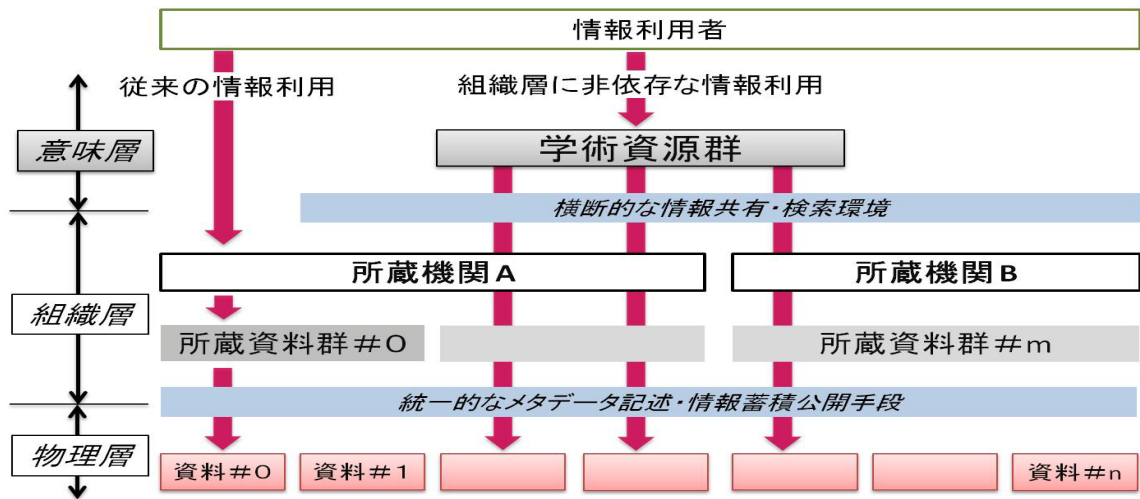 情報利用者
従来の情報利用
組織層に非依存な情報利用
意味層
学術資源群
横断的な情報共有・検索環境
組織層
所蔵機関A
所蔵機関B
所蔵資料群#0
所蔵資料群#m
統一的なメタデータ記述・情報蓄積公開手段
物理層
資料#0
資料#1
資料#n